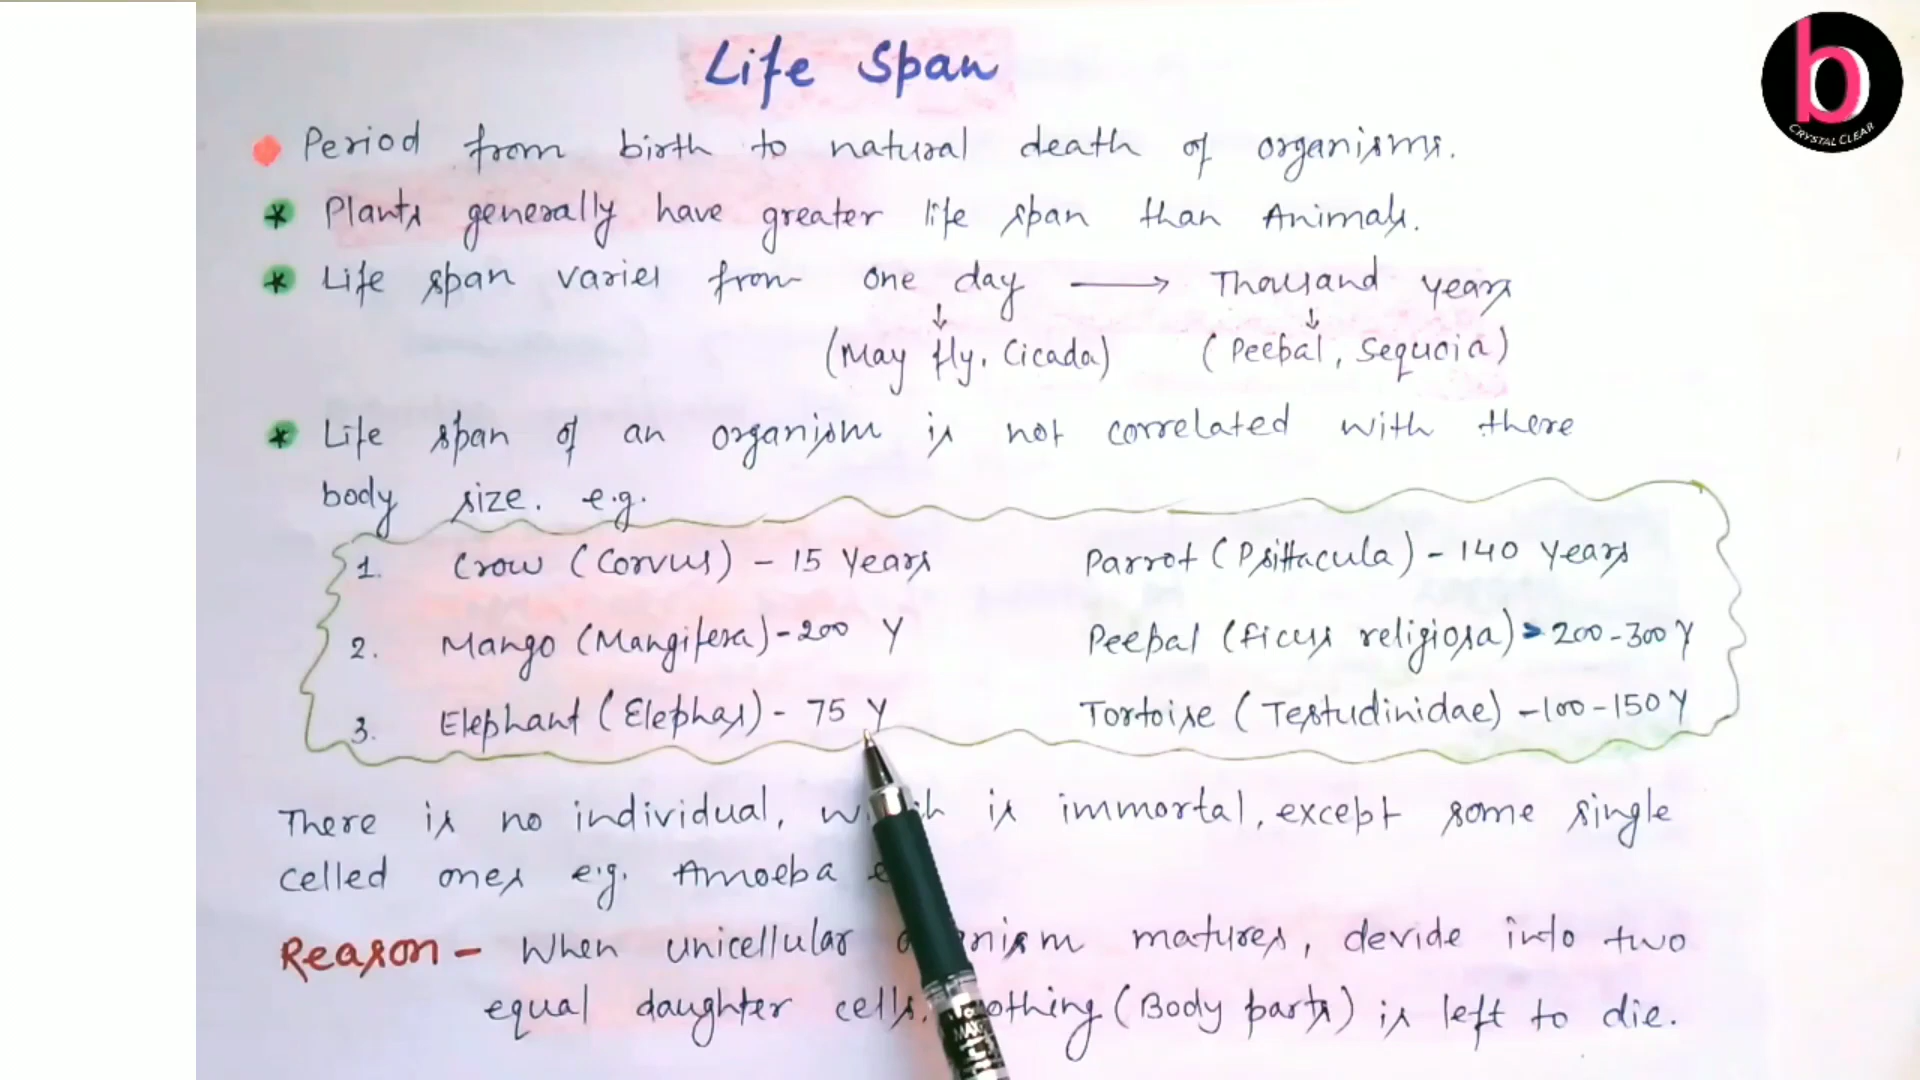 Life Span
b
CRYSTAL CLEAR
Period from birth to natural death of organisms.
* Plants generally have greater life span than Animals.
* Life span varies from one day → Thousand years
↓ ↓
(May fly, Cicada) (Peepal, Sequoia)
* Life span of an organism is not correlated with there
body size. e.g.
1. Crow (Corvus) - 15 Years Parrot (Psittacula) - 140 years
2. Mango (Mangifera) - 200 Y Peepal (ficus religiosa) > 200-300 Y
3. Elephant (Elephas) - 75 Y Tortoise (Testudinidae) - 100-150 Y
There is no individual, is immortal, except some single
celled ones e.g. Amoeba
Reason - When unicellular matures, devide into two
equal daughter cells. (Body parts) is left to die.